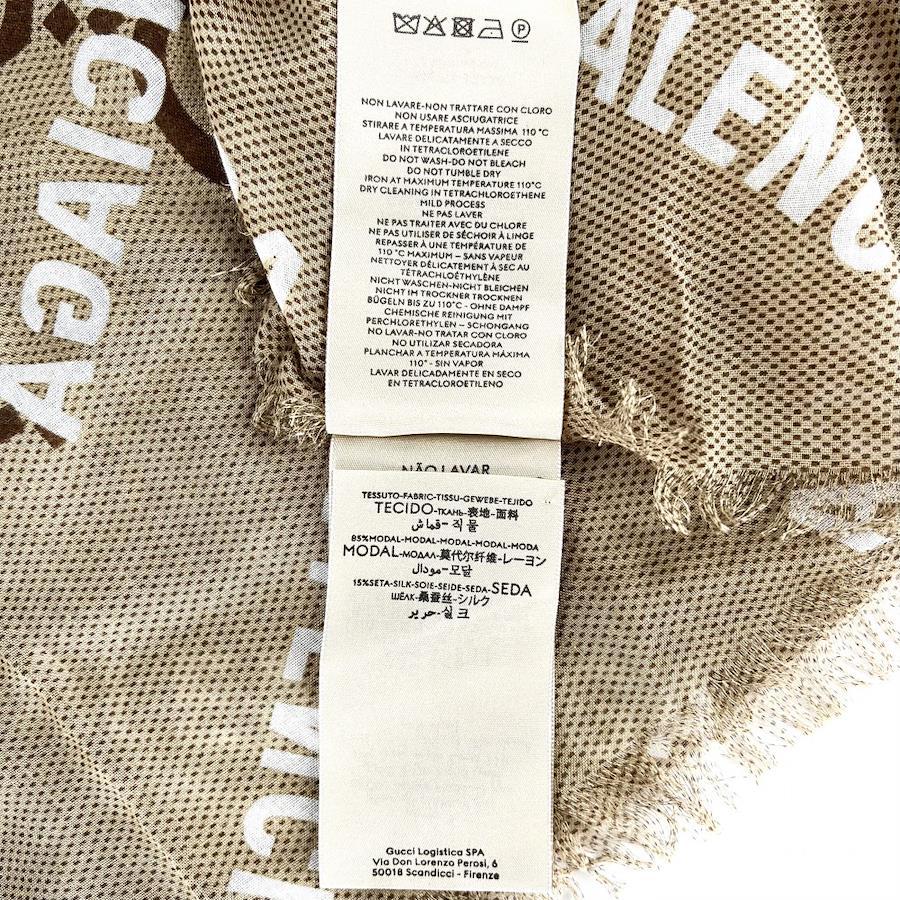 NON LAVARE-NON TRATTARE CON CLORO
NON USARE ASCIUGATRICE
STIRARE A TEMPERATURA MASSIMA 110 °C
LAVARE DELICATAMENTE A SECCO
IN TETRACLOROETILENE
DO NOT WASH-DO NOT BLEACH
DO NOT TUMBLE DRY
IRON AT MAXIMUM TEMPERATURE 110°C
DRY CLEANING IN TETRACHLOROETHENE
MILD PROCESS
NE PAS LAVER
NE PAS TRAITER AVEC DU CHLORE
NE PAS UTILISER DE SÉCHOIR À LINGE
REPASSER À UNE TEMPÉRATURE DE
110 °C MAXIMUM – SANS VAPEUR
NETTOYER DÉLICATEMENT À SEC AU
TÉTRACHLOÉTHYLÈNE
NICHT WASCHEN-NICHT BLEICHEN
NICHT IM TROCKNER TROCKNEN
BÜGELN BIS ZU 110°C - OHNE DAMPF
CHEMISCHE REINIGUNG MIT
PERCHLORETHYLEN – SCHONGANG
NO LAVAR-NO TRATAR CON CLORO
NO UTILIZAR SECADORA
PLANCHAR A TEMPERATURA MÁXIMA
110° - SIN VAPOR
LAVAR DELICADAMENTE EN SECO
EN TETRACLOROETILENO
NÃO LAVAR
TESSUTO-FABRIC-TISSU-GEWEBE-TEJIDO
TECIDO-ТКАНЬ-表地-面料
قماش-직물
85%MODAL-MODAL-MODAL-MODAL-MODA
MODAL-МОДАЛ-莫代尔纤维-レーヨン
مودال-모달
15%SETA-SILK-SOIE-SEIDE-SEDA-SEDA
ШЁЛК-桑蚕丝-シルク
حرير-실크
Gucci Logistica SPA
Via Don Lorenzo Perosi, 6
50018 Scandicci - Firenze
ALENC